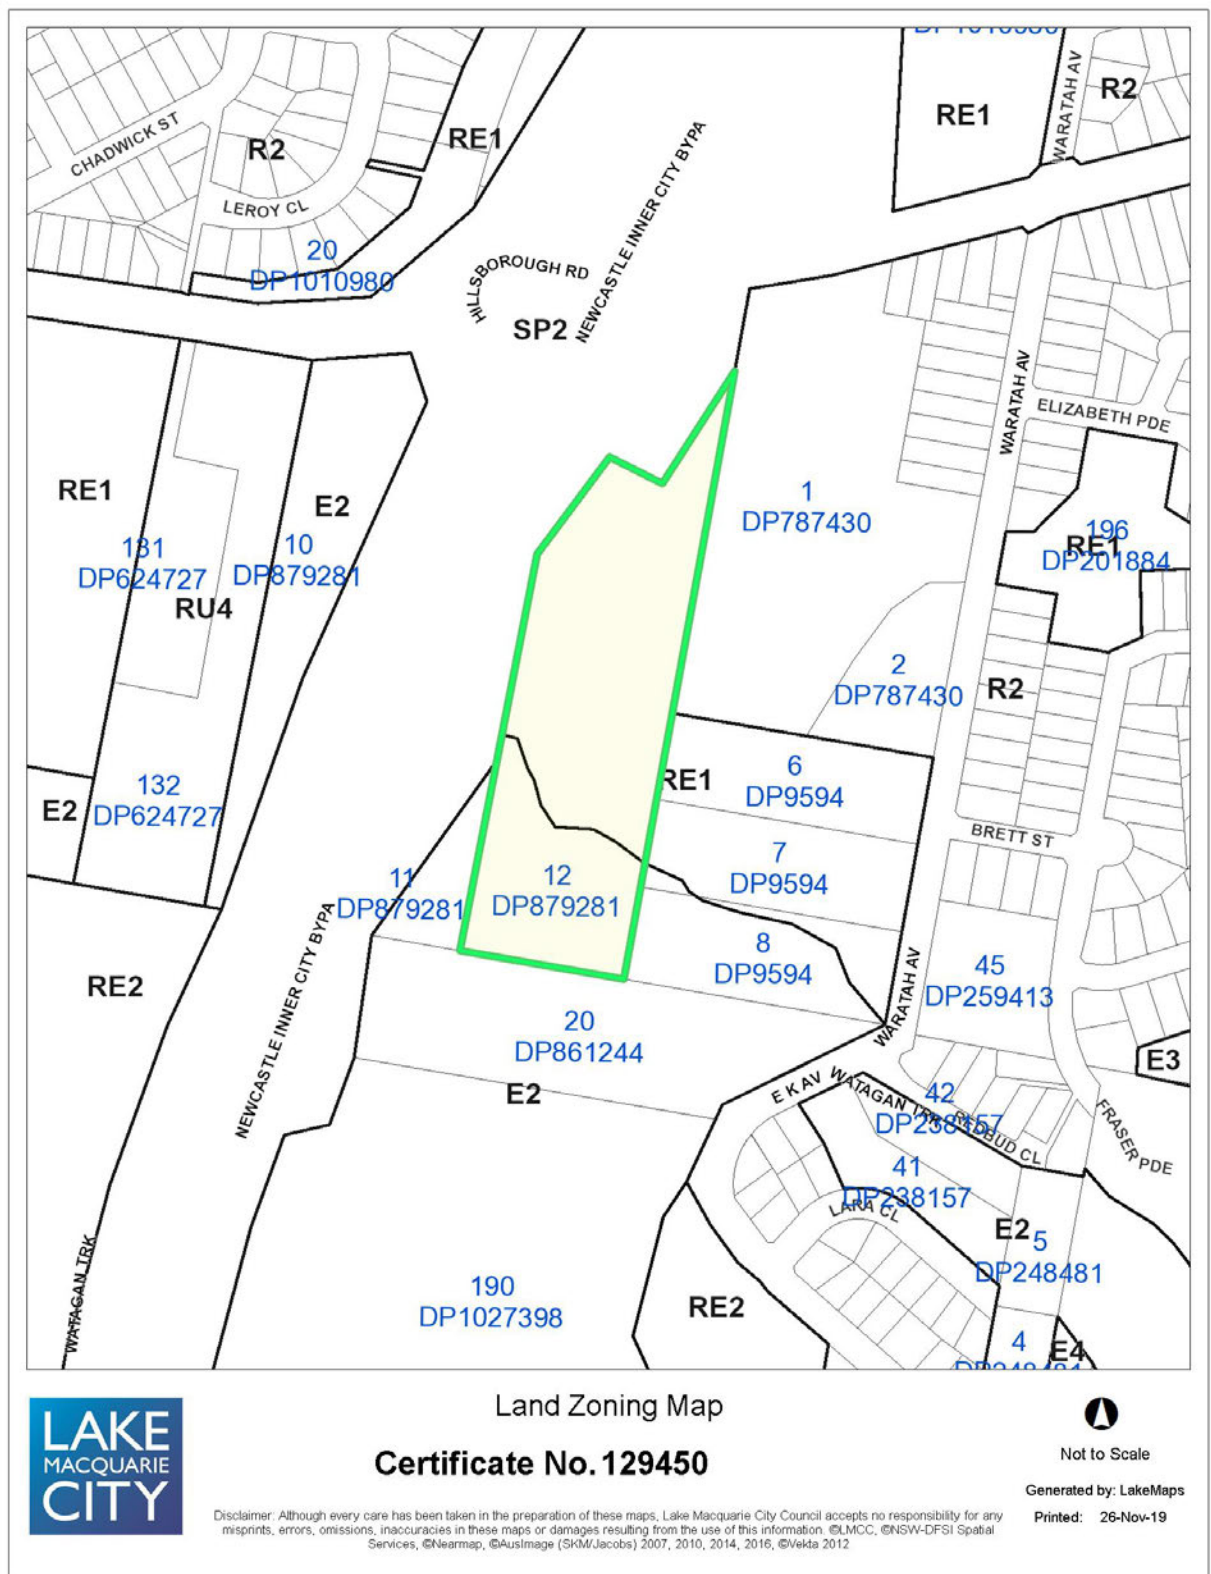 DP1010980
WARATAH AV
R2
RE1
RE1
CHADWICK ST
R2
LEROY CL
20
DP1010980
HILLSBOROUGH RD
NEWCASTLE INNER CITY BYPA
SP2
WARATAH AV
ELIZABETH PDE
RE1
E2
1
DP787430
196
RE1
DP201884
131
DP624727
10
DP879281
RU4
2
DP787430
R2
6
DP9594
RE1
132
DP624727
E2
BRETT ST
7
DP9594
11
DP879281
12
DP879281
8
DP9594
45
DP259413
WARATAH AV
NEWCASTLE INNER CITY BYPA
RE2
20
DP861244
E2
E3
E K AV
WATAGAN TRK
42
DP238157
REDBUD CL
FRASER PDE
41
DP238157
LARA CL
E2
5
DP248481
WATAGAN TRK
190
DP1027398
RE2
4
DP248481
E4
LAKE
MACQUARIE
CITY
Land Zoning Map
Certificate No. 129450
Not to Scale
Generated by: LakeMaps
Printed: 26-Nov-19
Disclaimer: Although every care has been taken in the preparation of these maps, Lake Macquarie City Council accepts no responsibility for any
misprints, errors, omissions, inaccuracies in these maps or damages resulting from the use of this information. ©LMCC, ©NSW-DFSI Spatial
Services, ©Nearmap, ©AusImage (SKM/Jacobs) 2007, 2010, 2014, 2016, ©Vekta 2012